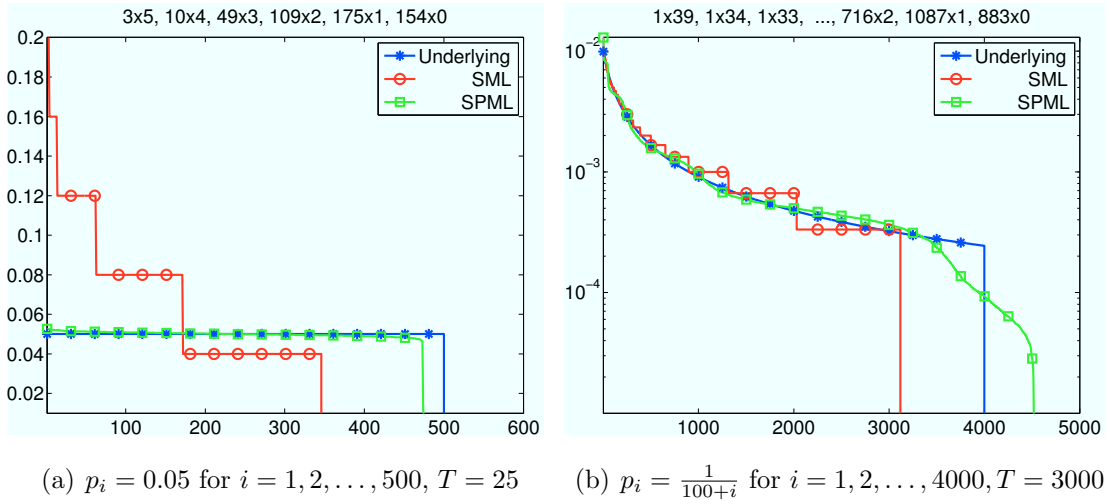 3x5, 10x4, 49x3, 109x2, 175x1, 154x0
0.2
0.18
0.16
0.14
0.12
0.1
0.08
0.06
0.04
0.02
100
200
300
400
500
600
Underlying
SML
SPML
(a) p_i = 0.05 for i = 1, 2, . . . , 500, T = 25
1x39, 1x34, 1x33, ..., 716x2, 1087x1, 883x0
10^−2
10^−3
10^−4
1000
2000
3000
4000
5000
Underlying
SML
SPML
(b) p_i = 1/(100+i) for i = 1, 2, . . . , 4000, T = 3000